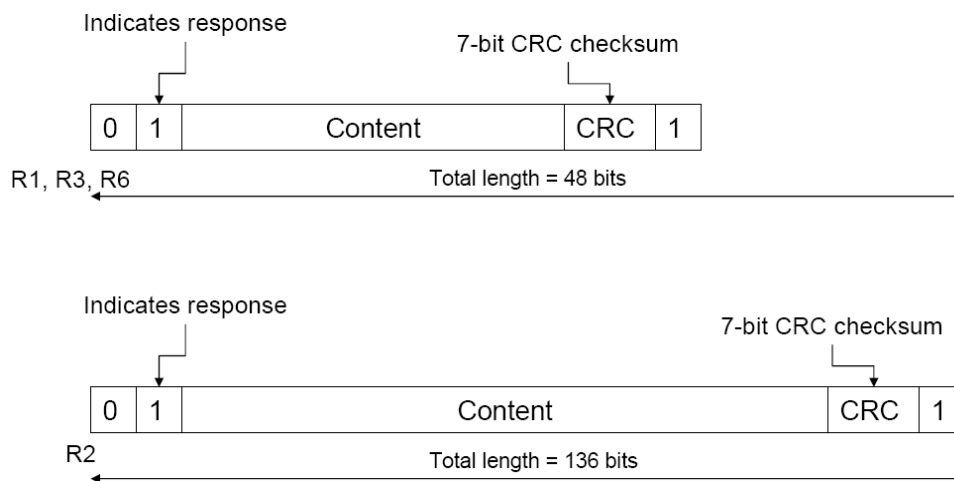 Indicates response
7-bit CRC checksum
0 1 Content CRC 1
R1, R3, R6
Total length = 48 bits
Indicates response
7-bit CRC checksum
0 1 Content CRC 1
R2
Total length = 136 bits